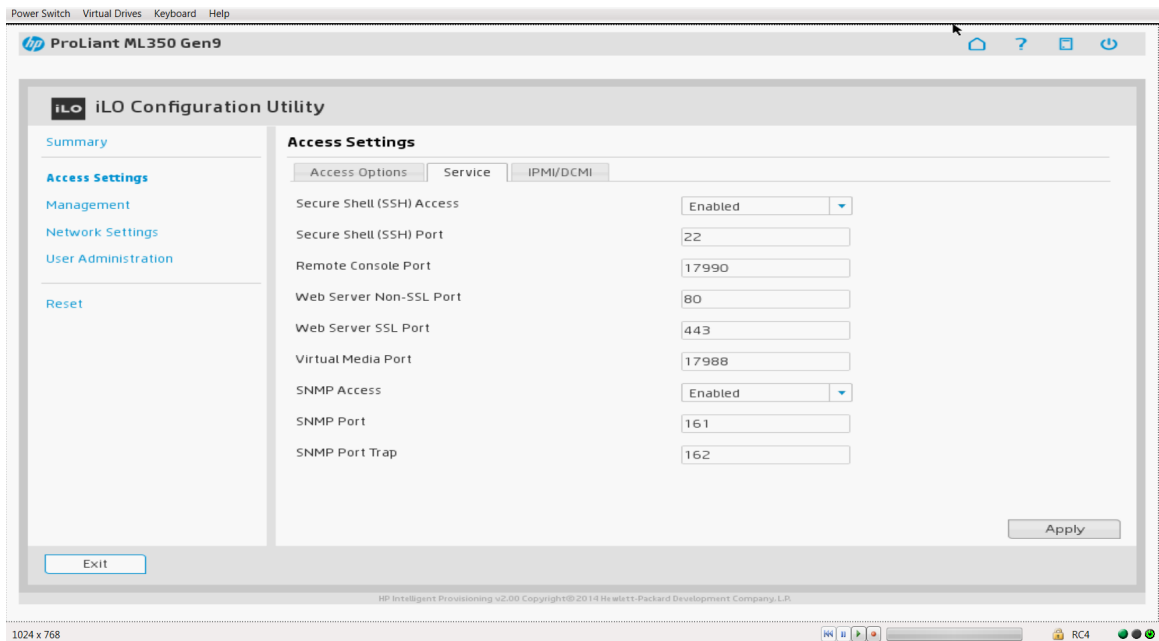 Power Switch Virtual Drives Keyboard Help
hp ProLiant ML350 Gen9
?
iLO iLO Configuration Utility
Summary
Access Settings
Management
Network Settings
User Administration
Reset
Access Settings
Access Options Service IPMI/DCMI
Secure Shell (SSH) Access Enabled
Secure Shell (SSH) Port 22
Remote Console Port 17990
Web Server Non-SSL Port 80
Web Server SSL Port 443
Virtual Media Port 17988
SNMP Access Enabled
SNMP Port 161
SNMP Port Trap 162
Apply
Exit
HP Intelligent Provisioning v2.00 Copyright©2014 Hewlett-Packard Development Company, L.P.
1024 x 768 RC4